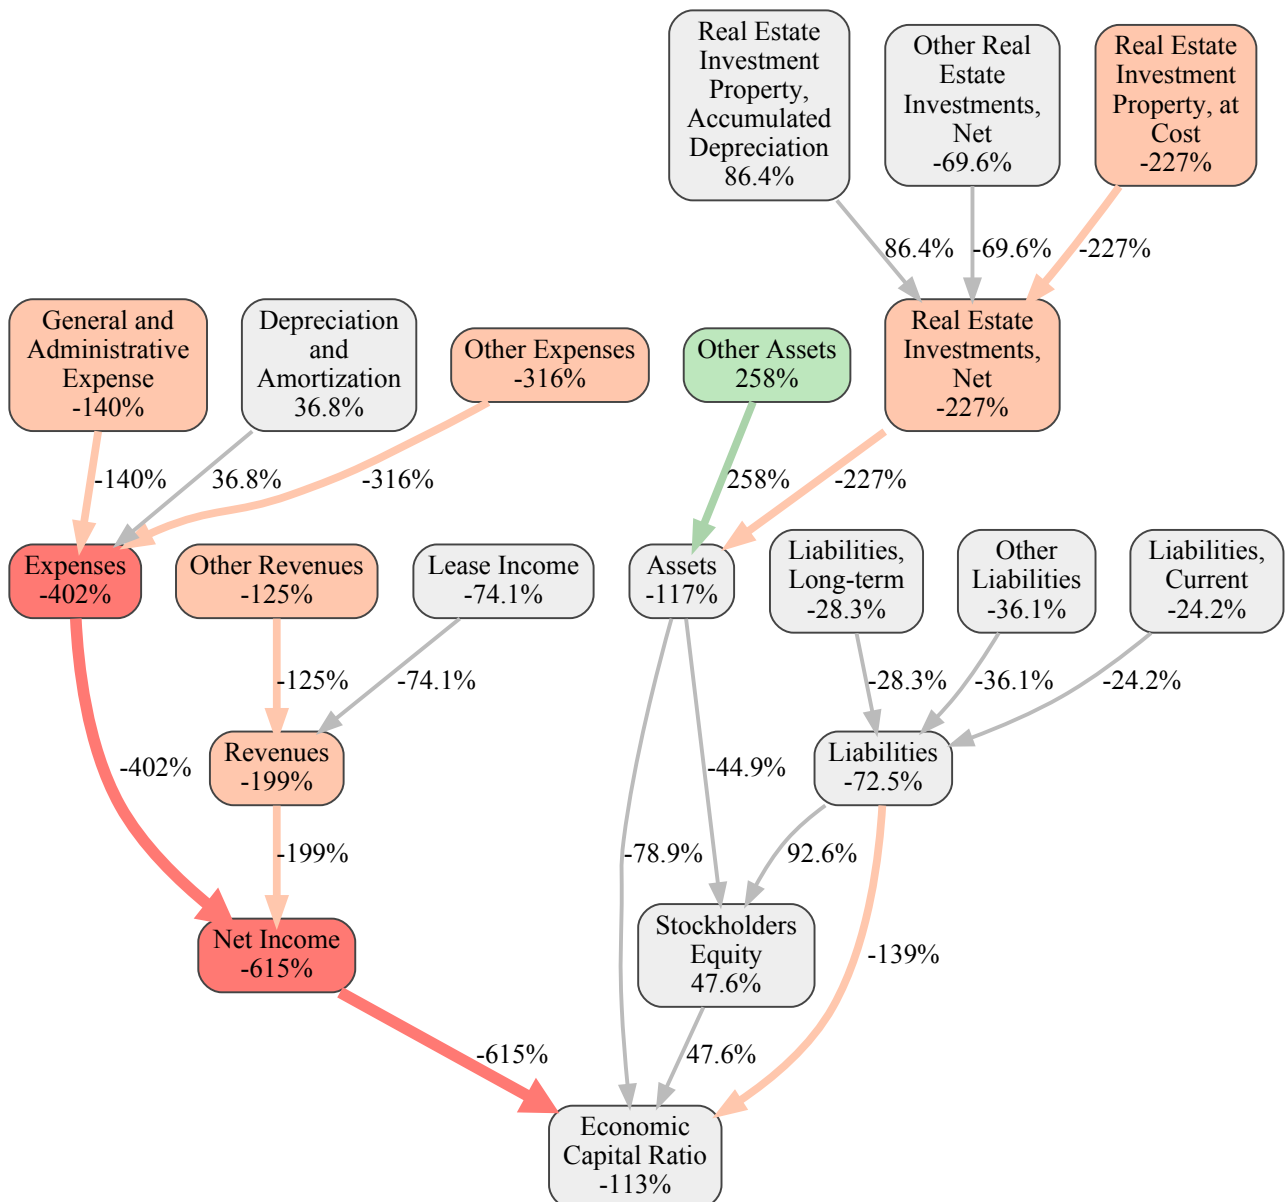 Real Estate
Investment
Property,
Accumulated
Depreciation
86.4%
Other Real
Estate
Investments,
Net
-69.6%
Real Estate
Investment
Property, at
Cost
-227%
86.4%
-69.6%
-227%
General and
Administrative
Expense
-140%
Depreciation
and
Amortization
36.8%
Other Expenses
-316%
Other Assets
258%
Real Estate
Investments,
Net
-227%
-140%
36.8%
-316%
258%
-227%
Expenses
-402%
Other Revenues
-125%
Lease Income
-74.1%
Assets
-117%
Liabilities,
Long-term
-28.3%
Other
Liabilities
-36.1%
Liabilities,
Current
-24.2%
-125%
-74.1%
-28.3%
-36.1%
-24.2%
-402%
Revenues
-199%
-44.9%
Liabilities
-72.5%
-199%
-78.9%
92.6%
Net Income
-615%
Stockholders
Equity
47.6%
-139%
-615%
47.6%
Economic
Capital Ratio
-113%